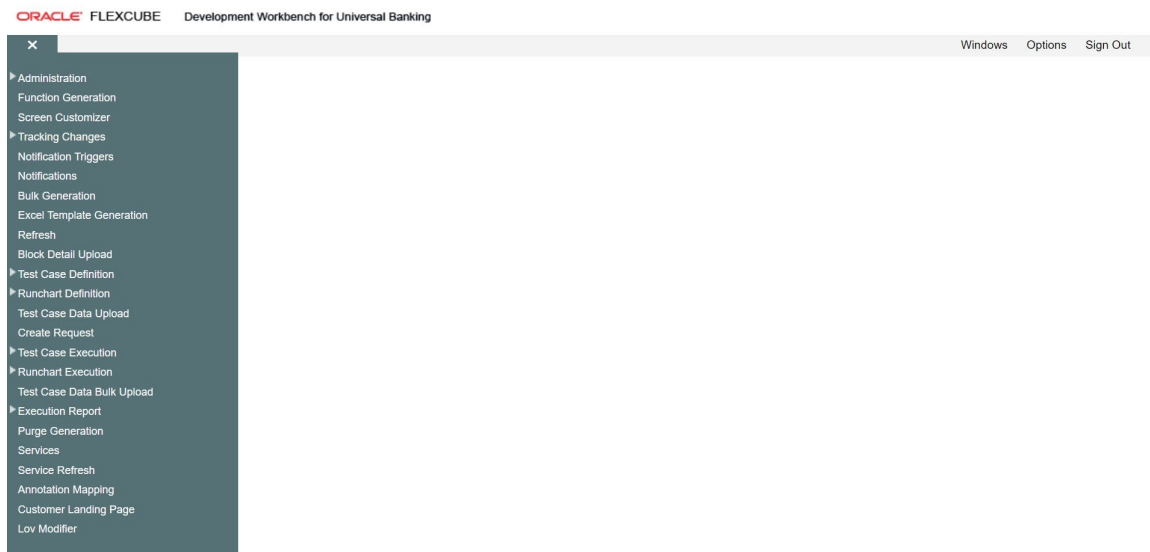 ORACLE FLEXCUBE Development Workbench for Universal Banking
Windows Options Sign Out
Administration
Function Generation
Screen Customizer
Tracking Changes
Notification Triggers
Notifications
Bulk Generation
Excel Template Generation
Refresh
Block Detail Upload
Test Case Definition
Runchart Definition
Test Case Data Upload
Create Request
Test Case Execution
Runchart Execution
Test Case Data Bulk Upload
Execution Report
Purge Generation
Services
Service Refresh
Annotation Mapping
Customer Landing Page
Lov Modifier